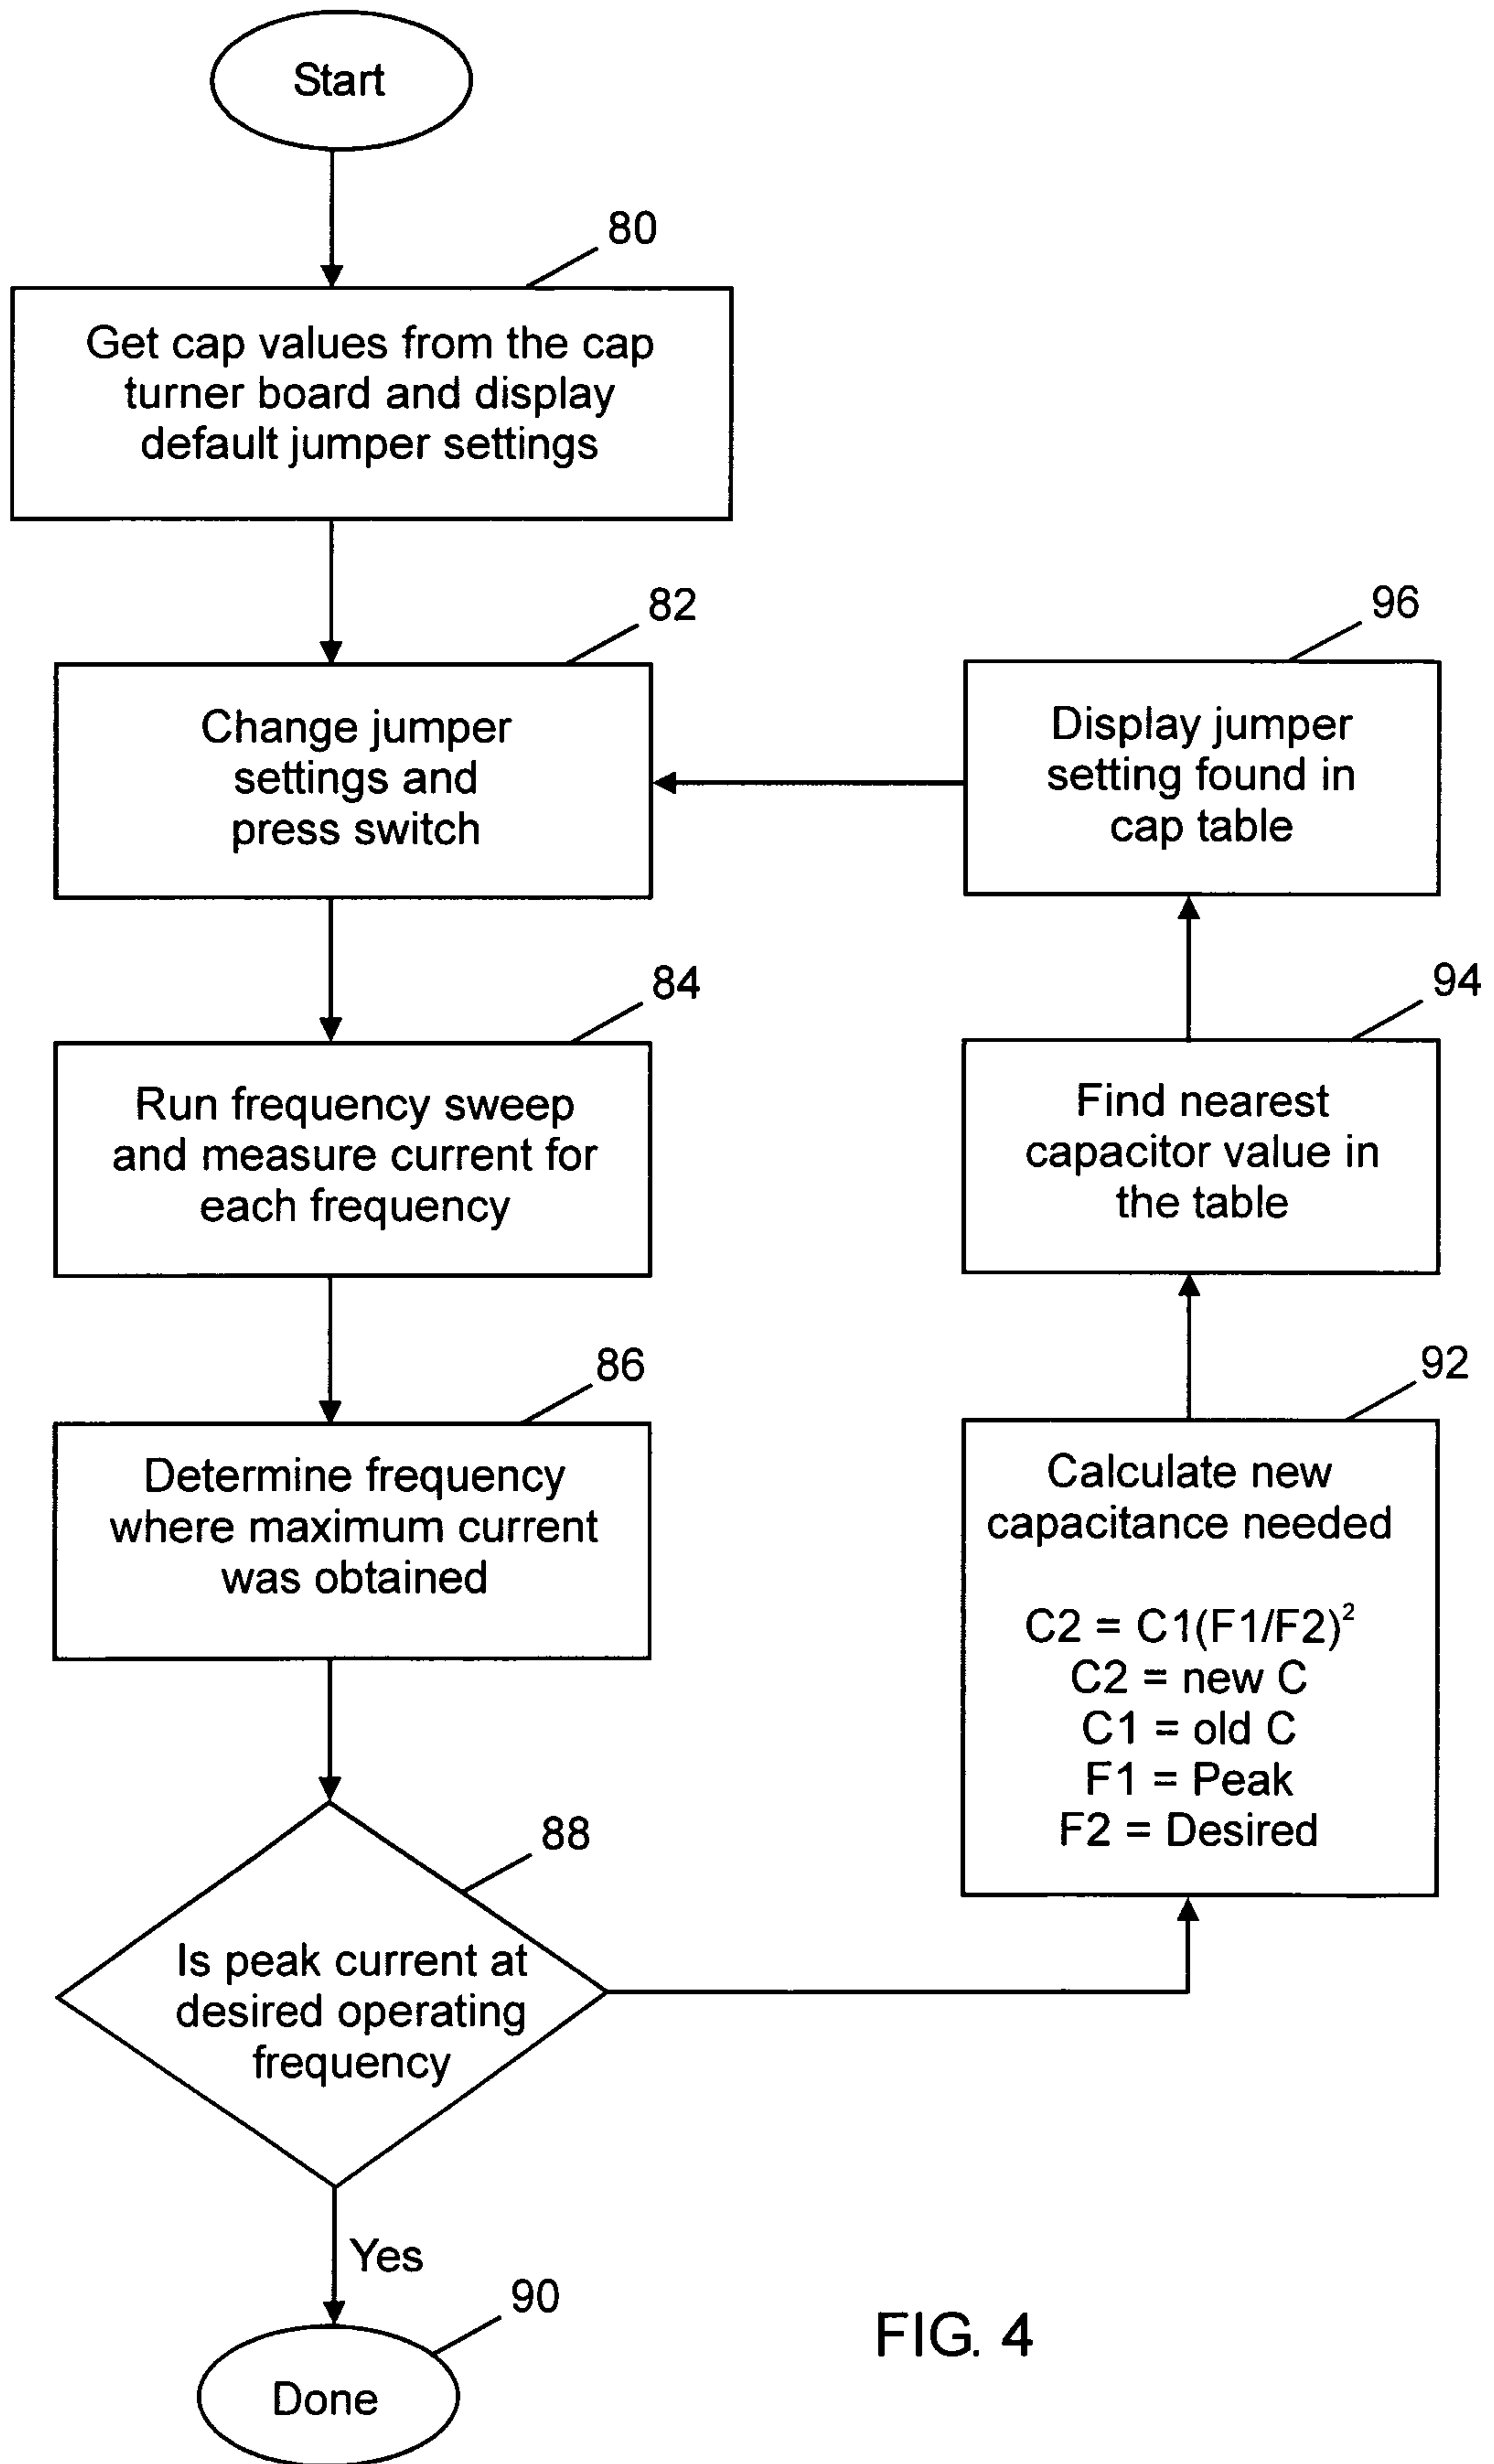 Start
80
Get cap values from the cap
turner board and display
default jumper settings
82
Change jumper
settings and
press switch
84
Run frequency sweep
and measure current for
each frequency
86
Determine frequency
where maximum current
was obtained
88
Is peak current at
desired operating
frequency
Yes
90
Done
92
Calculate new
capacitance needed
C2 = C1(F1/F2)²
C2 = new C
C1 = old C
F1 = Peak
F2 = Desired
94
Find nearest
capacitor value in
the table
96
Display jumper
setting found in
cap table
FIG. 4